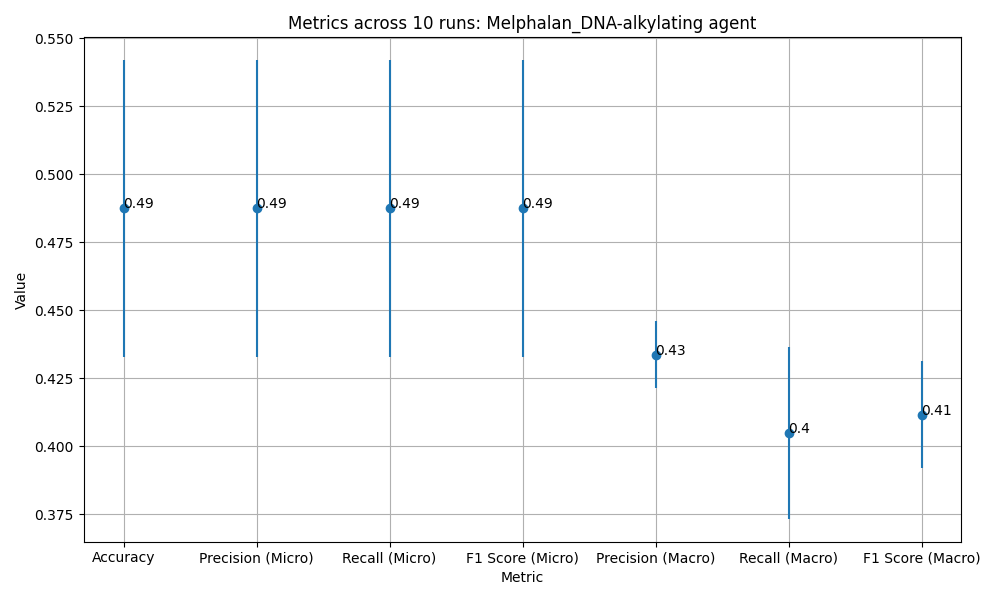 Metrics across 10 runs: Melphalan_DNA-alkylating agent
0.550
0.525
0.500
0.475
0.450
0.425
0.400
0.375
Value
0.49
0.49
0.49
0.49
0.43
0.4
0.41
Accuracy
Precision (Micro)
Recall (Micro)
F1 Score (Micro)
Precision (Macro)
Recall (Macro)
F1 Score (Macro)
Metric